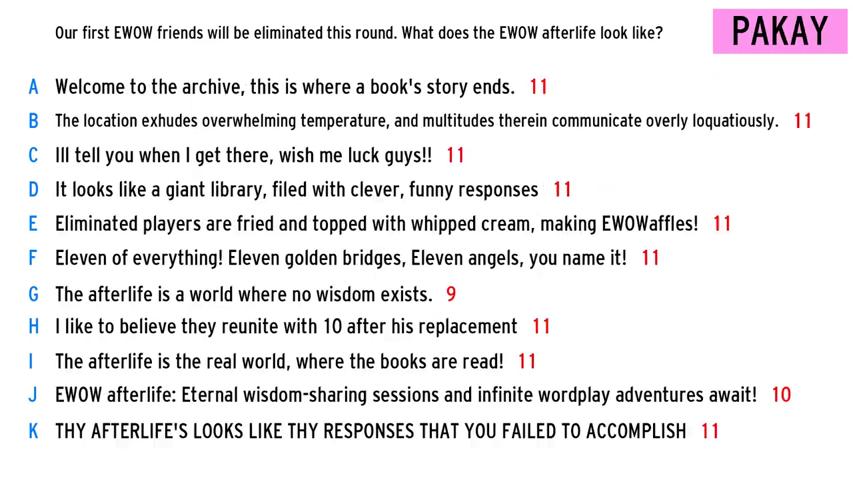 Our first EWOW friends will be eliminated this round. What does the EWOW afterlife look like?
PAKAY
A Welcome to the archive, this is where a book's story ends. 11
B The location exhudes overwhelming temperature, and multitudes therein communicate overly loquatiously. 11
C Ill tell you when I get there, wish me luck guys!! 11
D It looks like a giant library, filed with clever, funny responses 11
E Eliminated players are fried and topped with whipped cream, making EWOWaffles! 11
F Eleven of everything! Eleven golden bridges, Eleven angels, you name it! 11
G The afterlife is a world where no wisdom exists. 9
H I like to believe they reunite with 10 after his replacement 11
I The afterlife is the real world, where the books are read! 11
J EWOW afterlife: Eternal wisdom-sharing sessions and infinite wordplay adventures await! 10
K THY AFTERLIFE'S LOOKS LIKE THY RESPONSES THAT YOU FAILED TO ACCOMPLISH 11